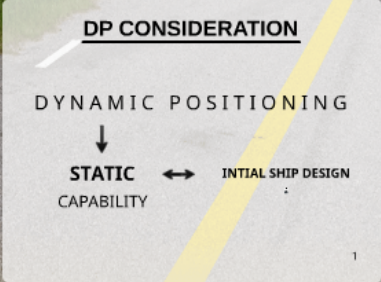 DP CONSIDERATION
DYNAMIC POSITIONING
STATIC
INTIAL SHIP DESIGN
:
CAPABILITY
1